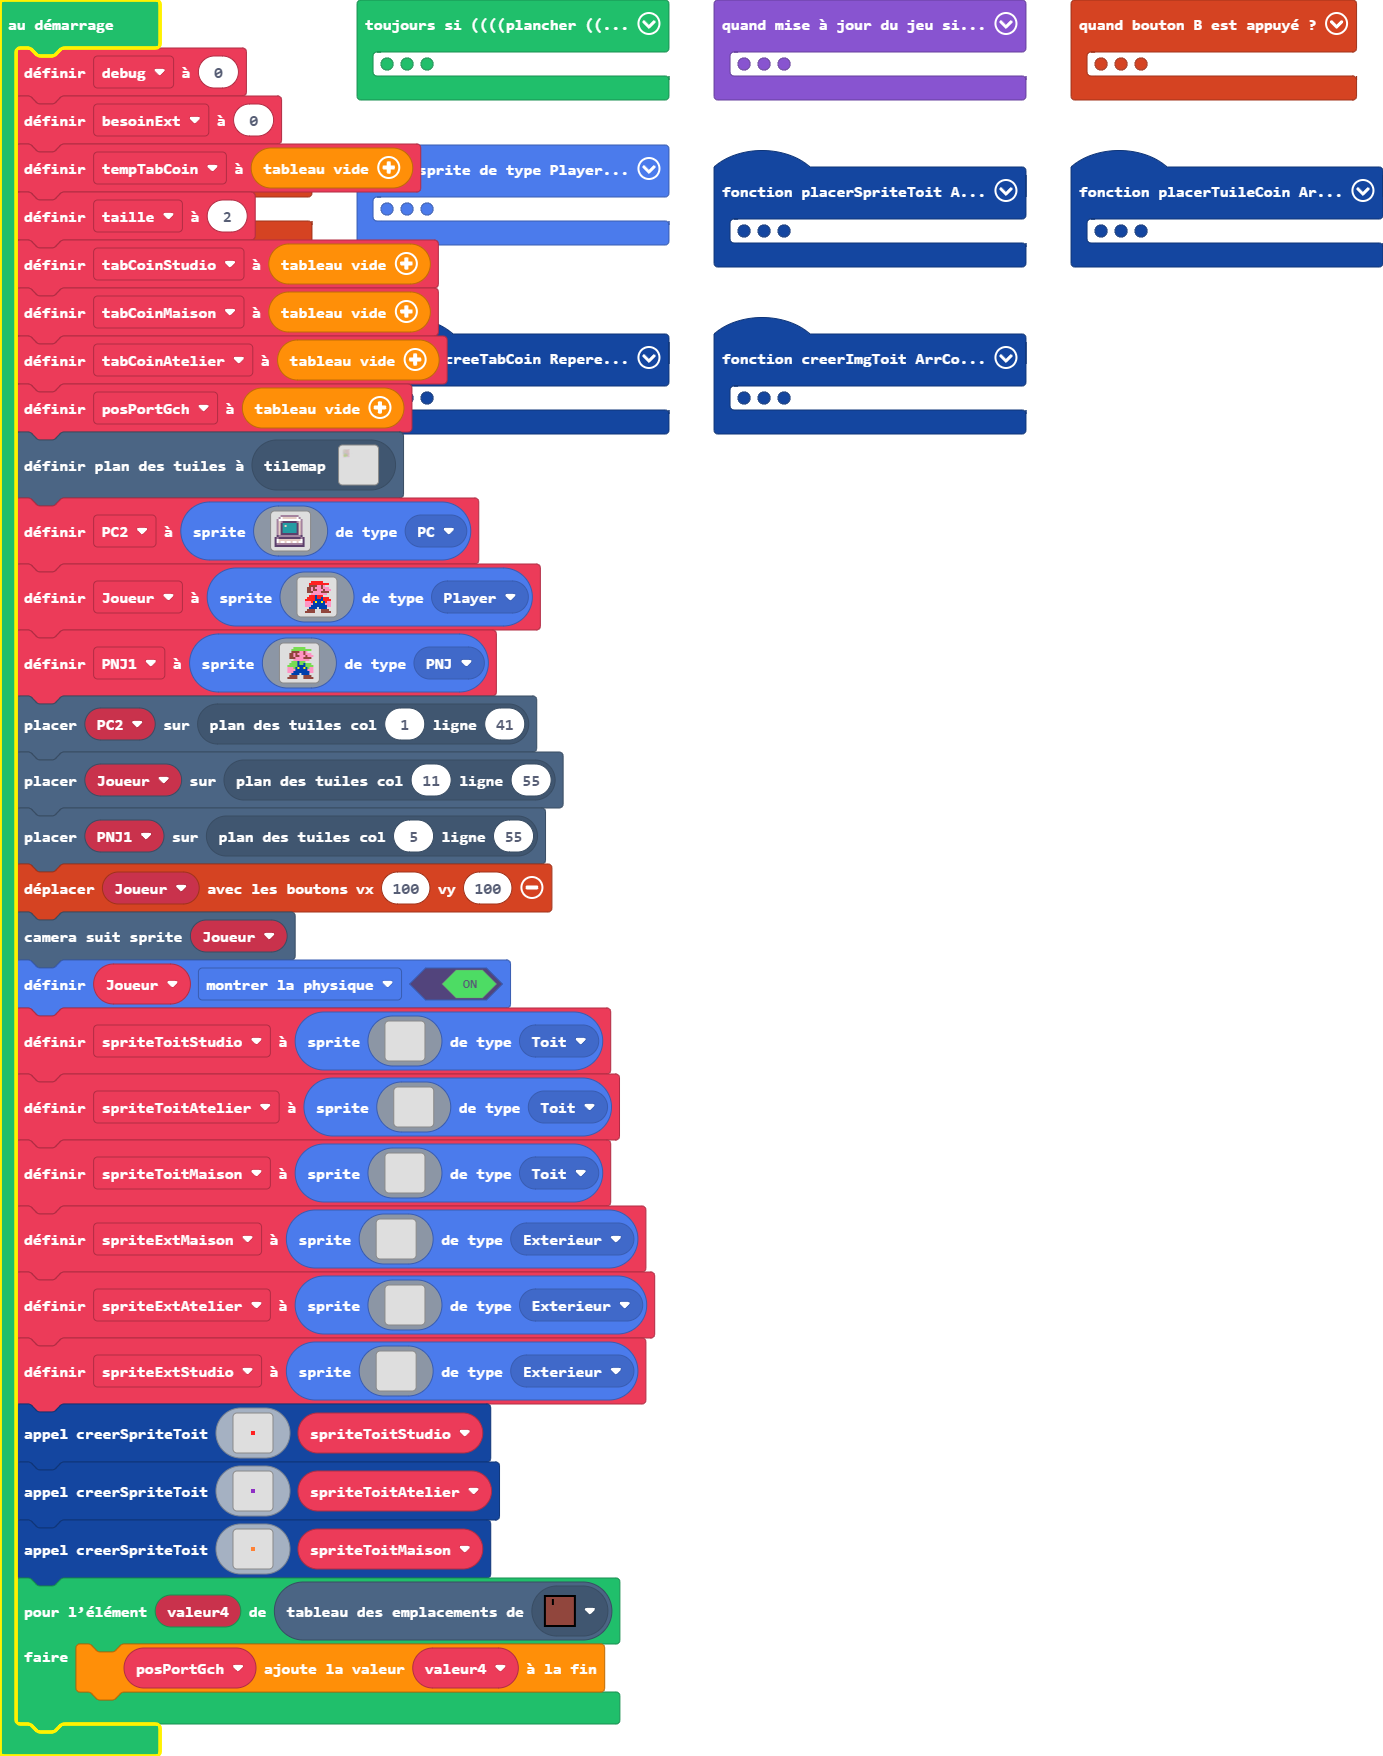 au démarrage
définir debug à 0
définir besoinExt à 0
définir tempTabCoin à tableau vide
définir taille à 2
définir tabCoinStudio à tableau vide
définir tabCoinMaison à tableau vide
définir tabCoinAtelier à tableau vide
définir posPortGch à tableau vide
définir plan des tuiles à tilemap
définir PC2 à sprite de type PC
définir Joueur à sprite de type Player
définir PNJ1 à sprite de type PNJ
placer PC2 sur plan des tuiles col 1 ligne 41
placer Joueur sur plan des tuiles col 11 ligne 55
placer PNJ1 sur plan des tuiles col 5 ligne 55
déplacer Joueur avec les boutons vx 100 vy 100
camera suit sprite Joueur
définir Joueur montrer la physique ON
définir spriteToitStudio à sprite de type Toit
définir spriteToitAtelier à sprite de type Toit
définir spriteToitMaison à sprite de type Toit
définir spriteExtMaison à sprite de type Exterieur
définir spriteExtAtelier à sprite de type Exterieur
définir spriteExtStudio à sprite de type Exterieur
appel creerSpriteToit spriteToitStudio
appel creerSpriteToit spriteToitAtelier
appel creerSpriteToit spriteToitMaison
pour l’élément valeur4 de tableau des emplacements de
faire posPortGch ajoute la valeur valeur4 à la fin
toujours si ((((plancher ((...
quand mise à jour du jeu si...
quand bouton B est appuyé ?
sprite de type Player...
fonction placerSpriteToit A...
fonction placerTuileCoin Ar...
creeTabCoin Repere...
fonction creerImgToit ArrCo...